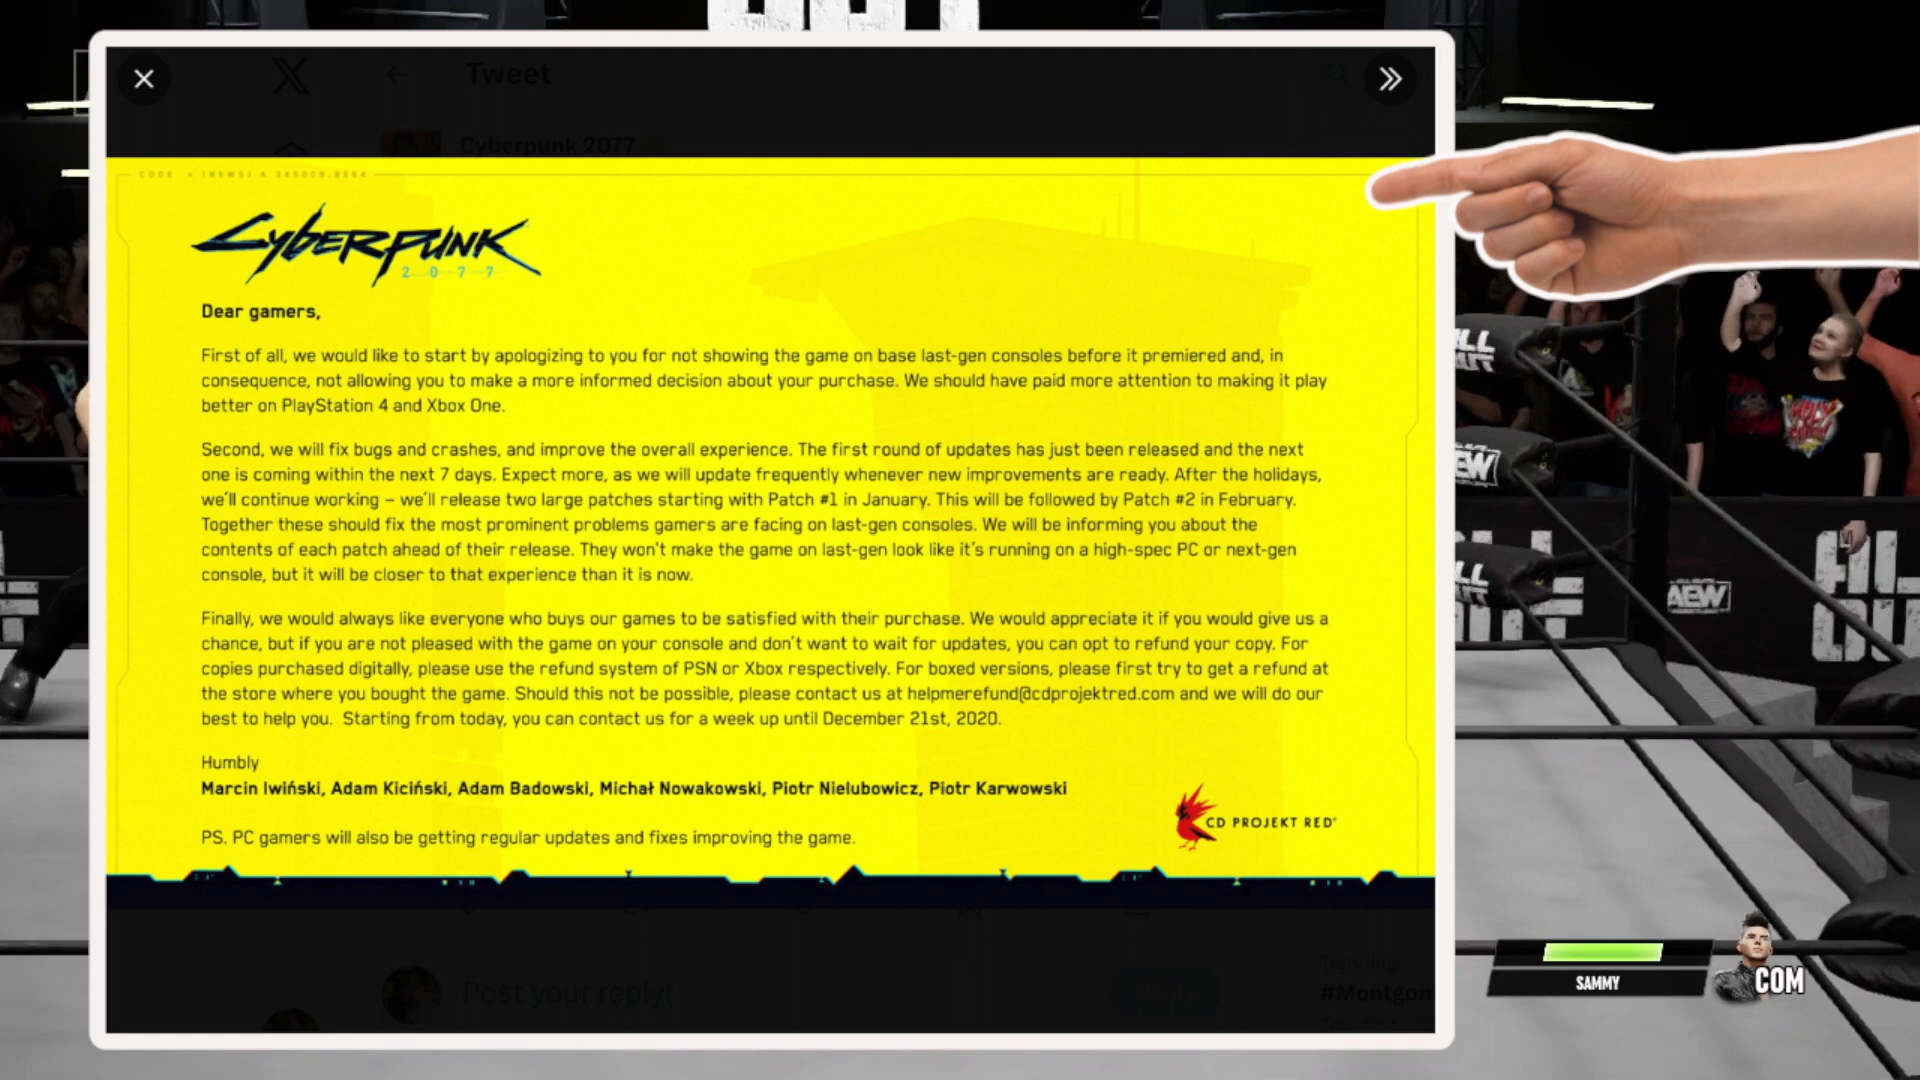 Tweet
Cyberpunk 2077
CYBERPUNK
2077
Dear gamers,
First of all, we would like to start by apologizing to you for not showing the game on base last-gen consoles before it premiered and, in
consequence, not allowing you to make a more informed decision about your purchase. We should have paid more attention to making it play
better on PlayStation 4 and Xbox One.
Second, we will fix bugs and crashes, and improve the overall experience. The first round of updates has just been released and the next
one is coming within the next 7 days. Expect more, as we will update frequently whenever new improvements are ready. After the holidays,
we'll continue working – we'll release two large patches starting with Patch #1 in January. This will be followed by Patch #2 in February.
Together these should fix the most prominent problems gamers are facing on last-gen consoles. We will be informing you about the
contents of each patch ahead of their release. They won't make the game on last-gen look like it's running on a high-spec PC or next-gen
console, but it will be closer to that experience than it is now.
Finally, we would always like everyone who buys our games to be satisfied with their purchase. We would appreciate it if you would give us a
chance, but if you are not pleased with the game on your console and don't want to wait for updates, you can opt to refund your copy. For
copies purchased digitally, please use the refund system of PSN or Xbox respectively. For boxed versions, please first try to get a refund at
the store where you bought the game. Should this not be possible, please contact us at helpmerefund@cdprojektred.com and we will do our
best to help you.  Starting from today, you can contact us for a week up until December 21st, 2020.
Humbly
Marcin Iwiński, Adam Kiciński, Adam Badowski, Michał Nowakowski, Piotr Nielubowicz, Piotr Karwowski
CD PROJEKT RED®
PS. PC gamers will also be getting regular updates and fixes improving the game.
Post your reply!
Trending
AEW
SAMMY
COM